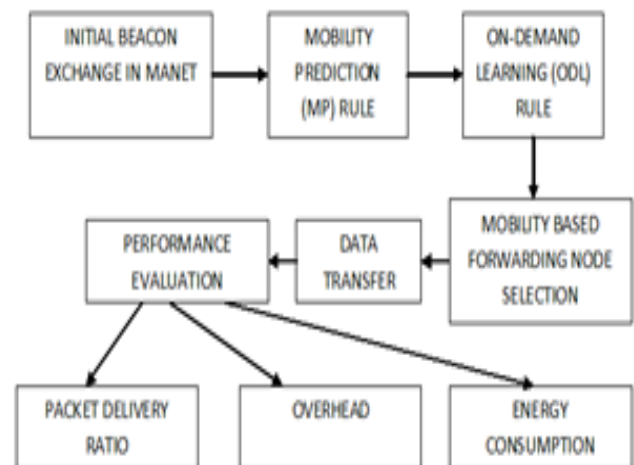 INITIAL BEACON
EXCHANGE IN MANET
MOBILITY
PREDICTION
(MP) RULE
ON-DEMAND
LEARNING (ODL)
RULE
MOBILITY BASED
FORWARDING NODE
SELECTION
DATA
TRANSFER
PERFORMANCE
EVALUATION
PACKET DELIVERY
RATIO
OVERHEAD
ENERGY
CONSUMPTION